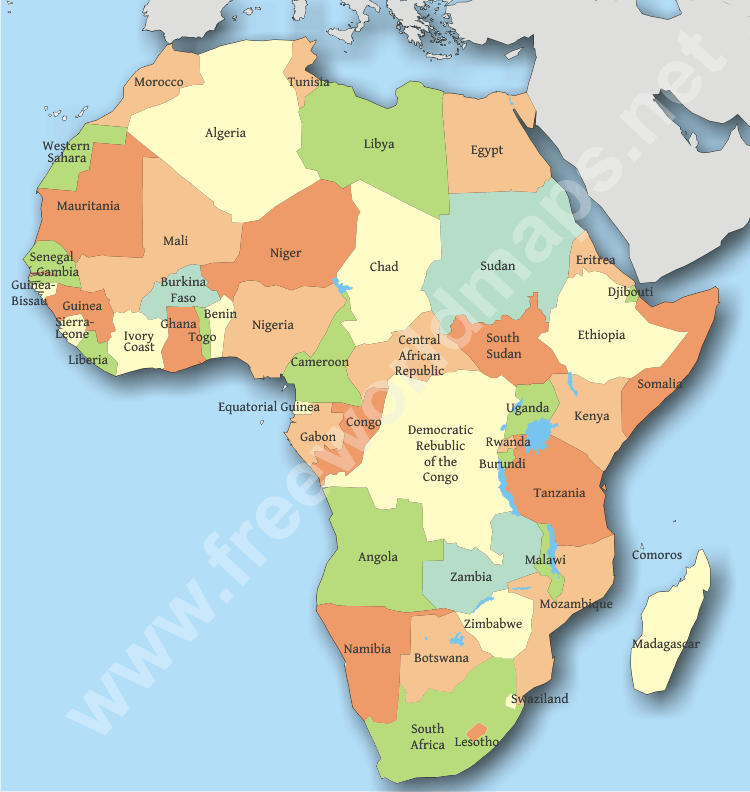 Morocco
Tunisia
Algeria
Libya
Egypt
Western
Sahara
Mauritania
Mali
Niger
Chad
Sudan
Eritrea
Senegal
Gambia
Guinea-
Bissau
Guinea
Burkina
Faso
Djibouti
Sierra-
Leone
Ivory
Coast
Ghana
Benin
Togo
Nigeria
Liberia
Cameroon
Central
African
Republic
South
Sudan
Ethiopia
Somalia
Equatorial Guinea
Gabon
Congo
Democratic
Republic
of the
Congo
Uganda
Kenya
Rwanda
Burundi
Tanzania
Angola
Zambia
Malawi
Comoros
Mozambique
Zimbabwe
Madagascar
Namibia
Botswana
Swaziland
South
Africa
Lesotho
www.freeworldmaps.net